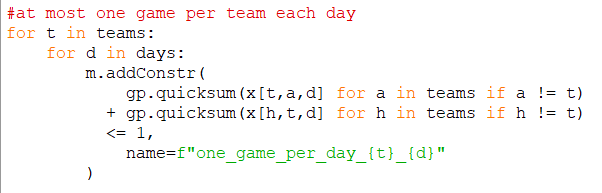 #at most one game per team each day
for t in teams:
    for d in days:
        m.addConstr(
            gp.quicksum(x[t,a,d] for a in teams if a != t)
          + gp.quicksum(x[h,t,d] for h in teams if h != t)
          <= 1,
            name=f"one_game_per_day_{t}_{d}"
        )